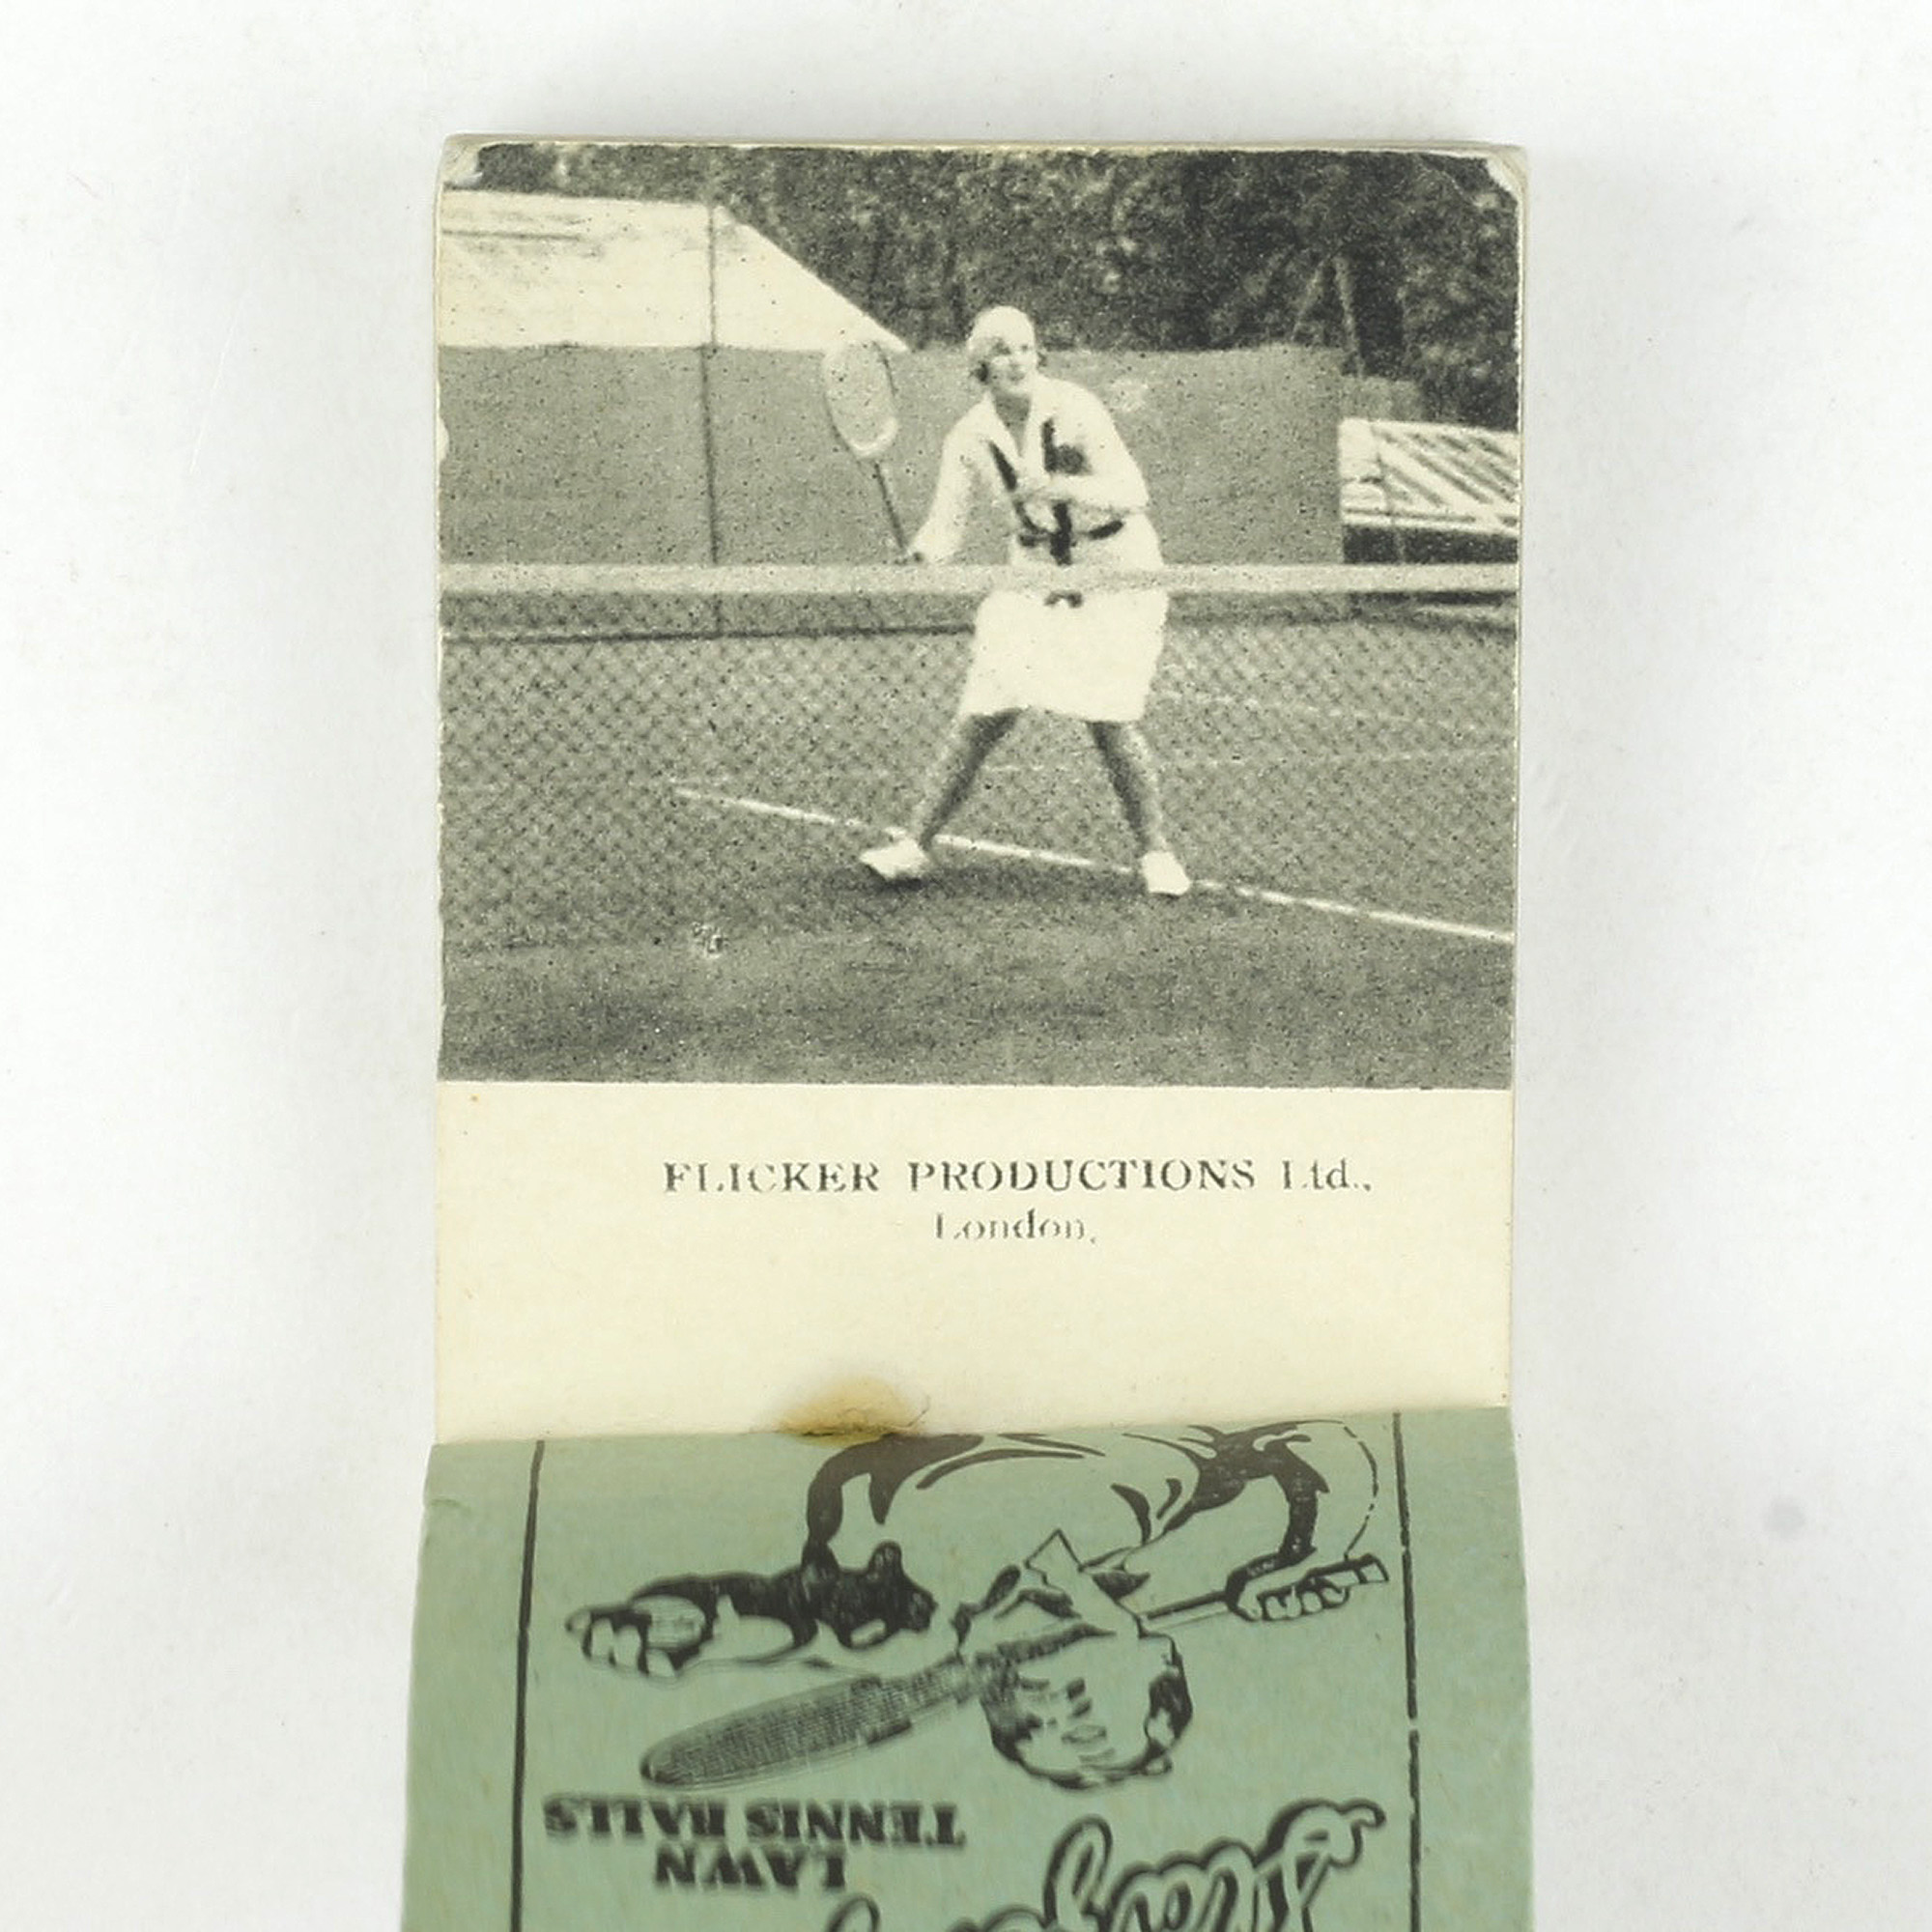 FLICKER PRODUCTIONS Ltd.,
London.
LAWN
TENNIS BALLS